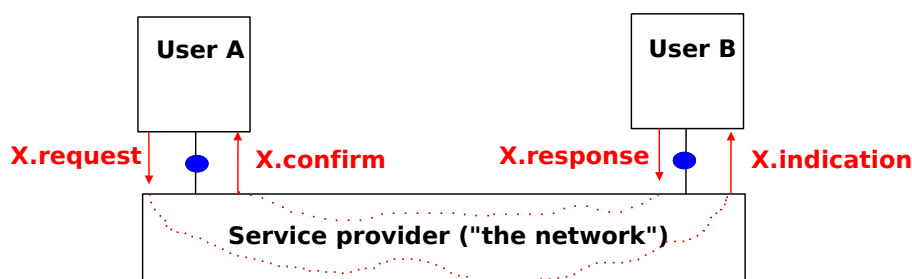 User A
User B
X.request
X.confirm
X.response
X.indication
Service provider ("the network")